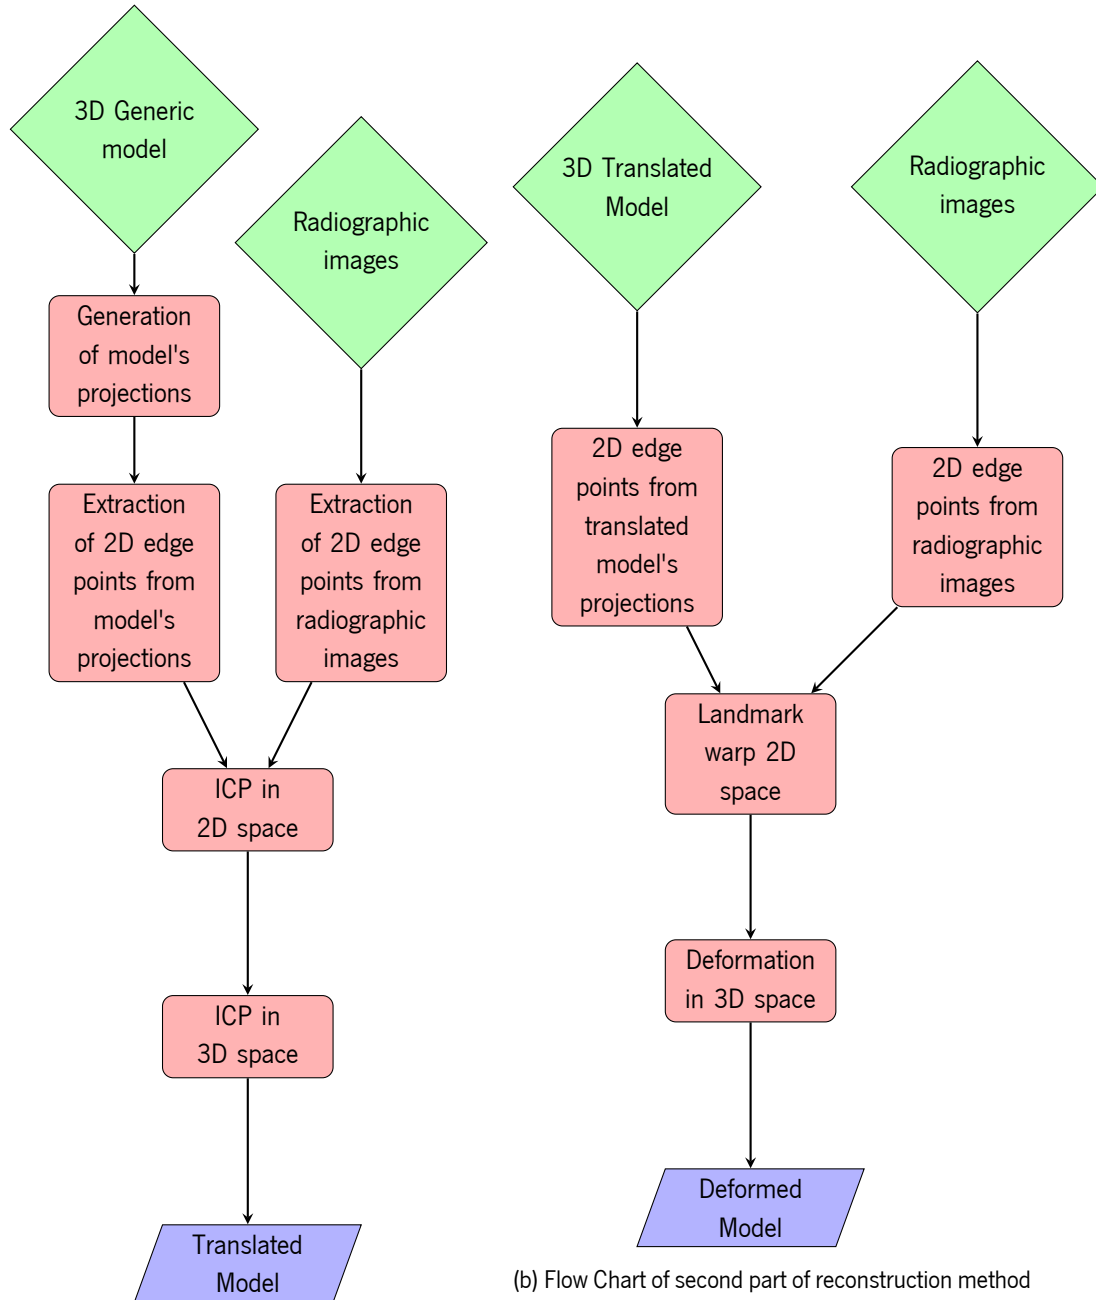 3D Generic
model
Radiographic
images
Generation
of model's
projections
Extraction
of 2D edge
points from
model's
projections
Extraction
of 2D edge
points from
radiographic
images
ICP in
2D space
ICP in
3D space
Translated
Model
3D Translated
Model
Radiographic
images
2D edge
points from
translated
model's
projections
2D edge
points from
radiographic
images
Landmark
warp 2D
space
Deformation
in 3D space
Deformed
Model
(b) Flow Chart of second part of reconstruction method